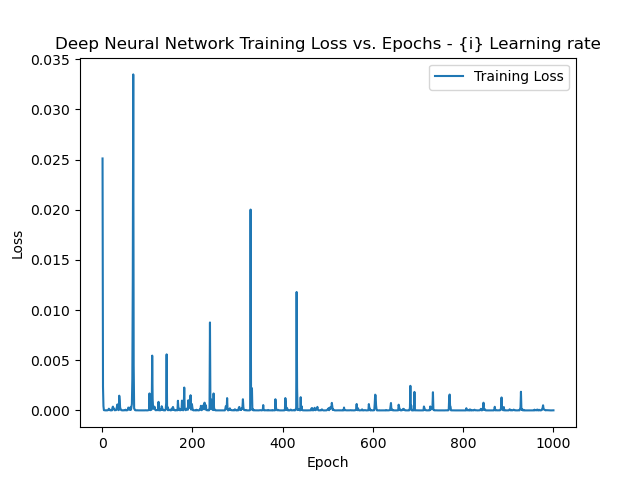 Deep Neural Network Training Loss vs. Epochs - {i} Learning rate
Training Loss
0.035
0.030
0.025
0.020
0.015
0.010
0.005
0.000
Loss
0 200 400 600 800 1000
Epoch